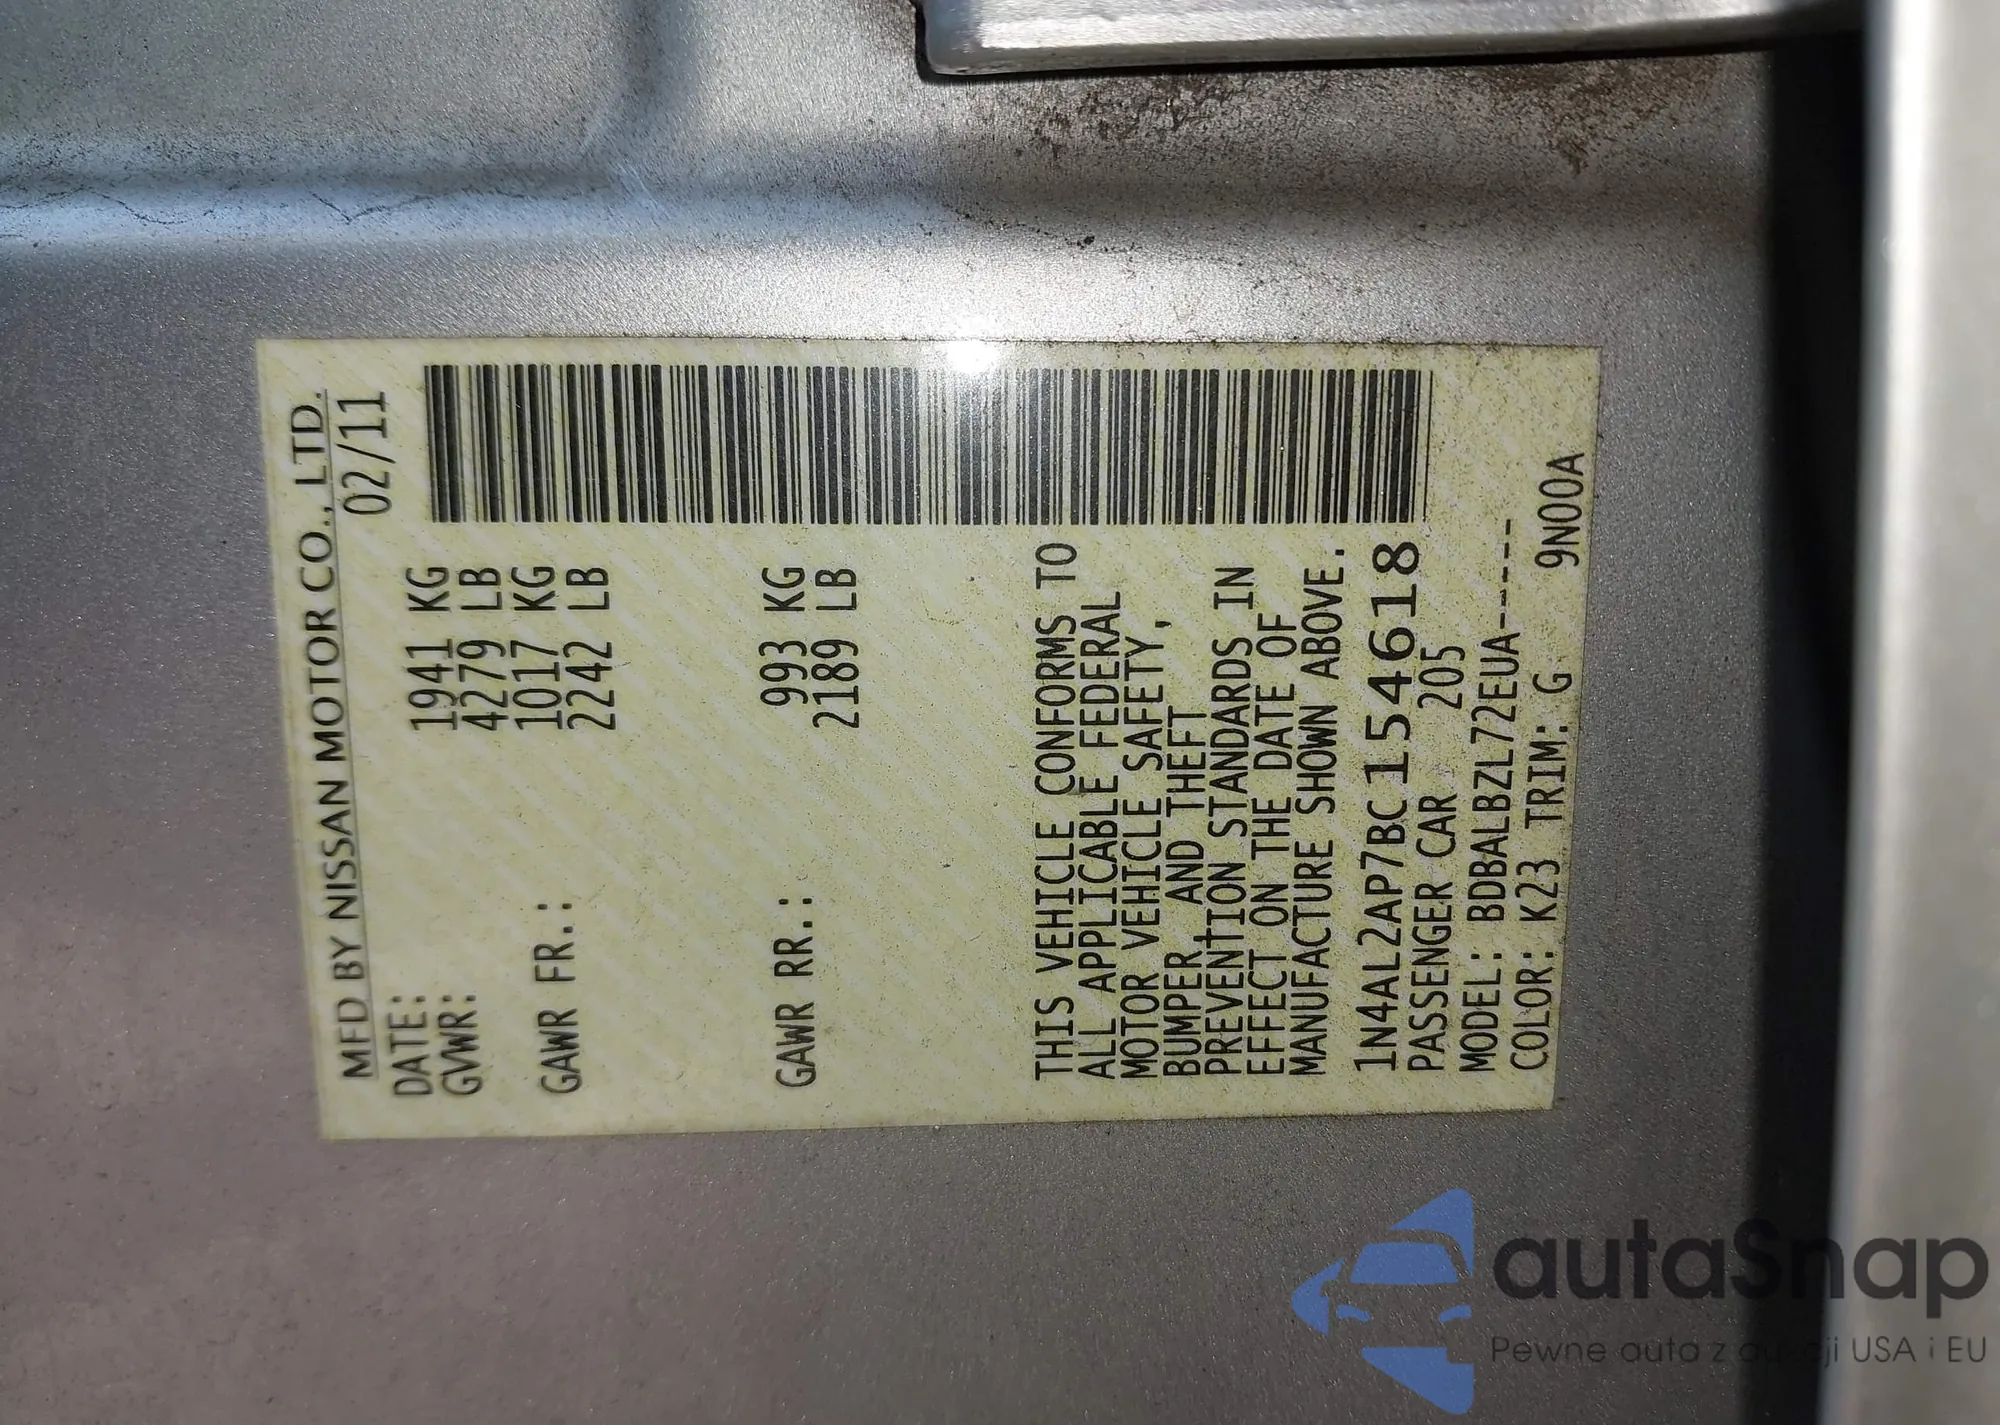 MFD BY NISSAN MOTOR CO., LTD.
DATE: 02/11
GVWR: 1941 KG
4279 LB
GAWR FR.: 1017 KG
2242 LB
GAWR RR.: 993 KG
2189 LB
THIS VEHICLE CONFORMS TO
ALL APPLICABLE FEDERAL
MOTOR VEHICLE SAFETY,
BUMPER, AND THEFT
PREVENTION STANDARDS IN
EFFECT ON THE DATE OF
MANUFACTURE SHOWN ABOVE.
1N4AL2AP7BC154618
PASSENGER CAR 205
MODEL: BDBALBZL72EUA-----
COLOR: K23 TRIM: G 9N00A
autaSnap
Pewne auta z aukcji USA i EU